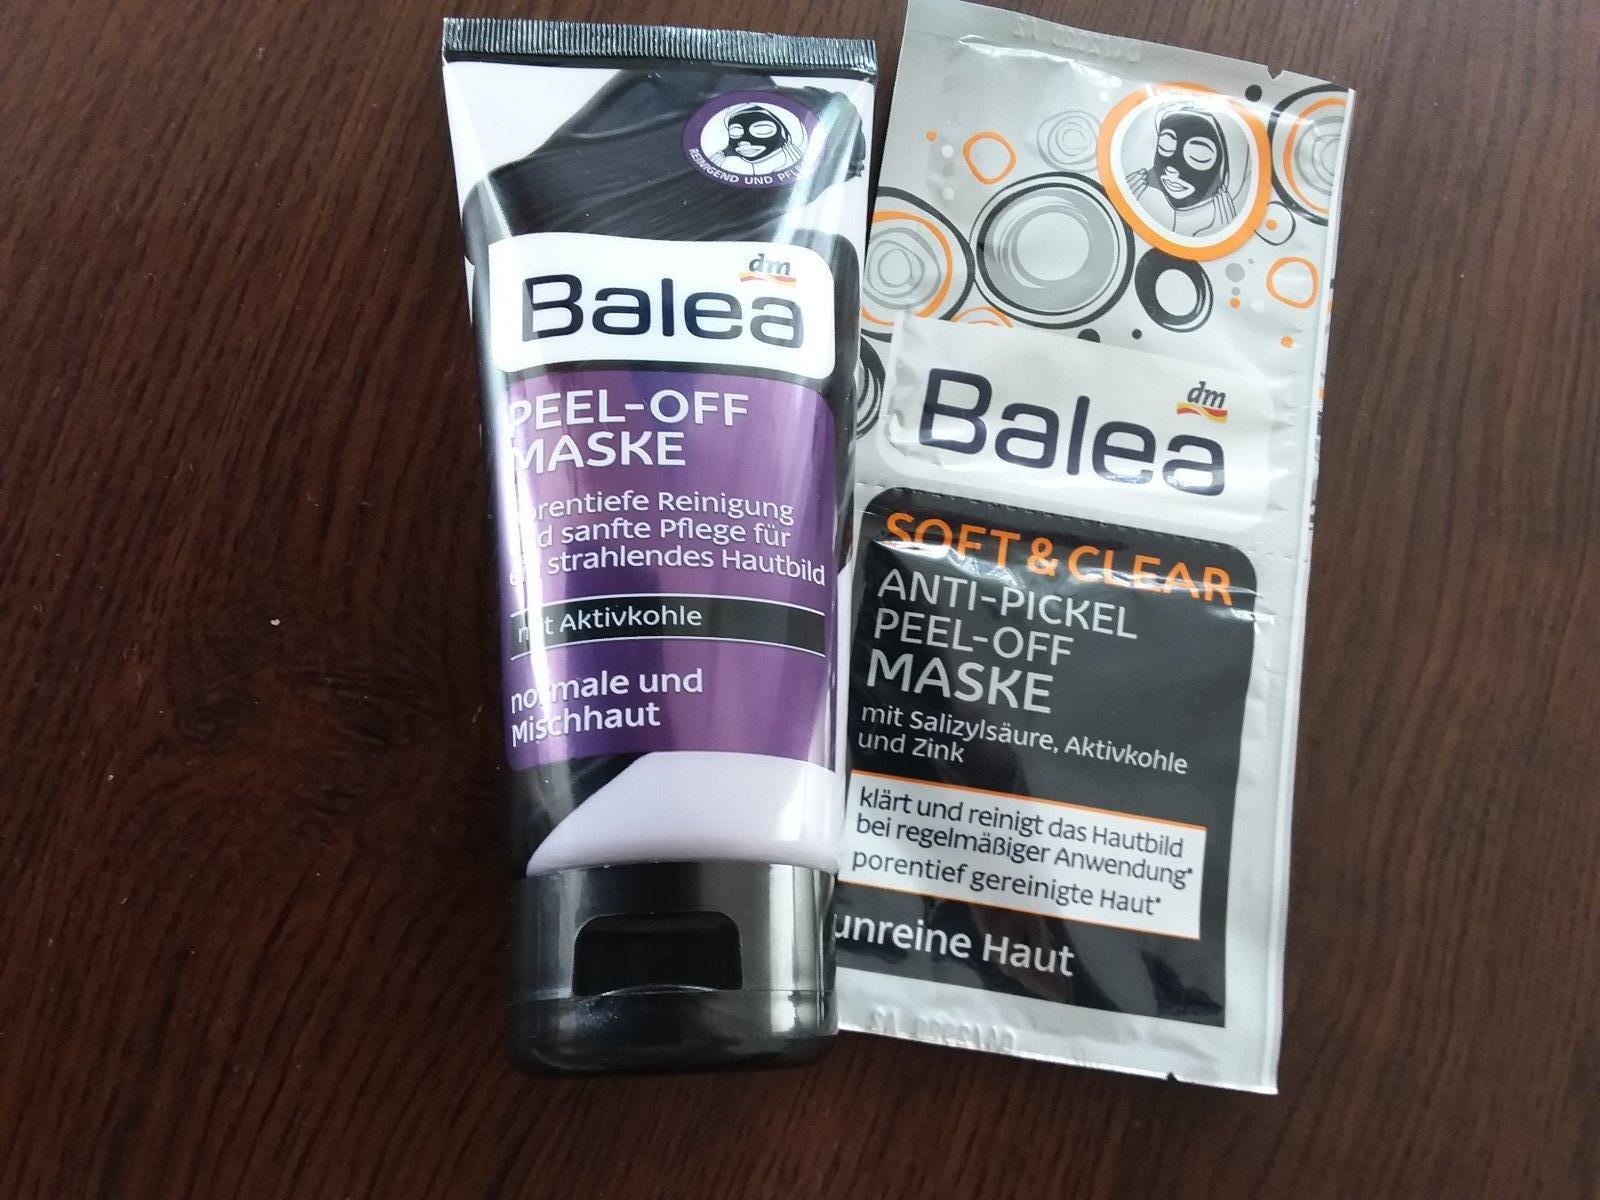 REINIGEND UND
dm
Balea
PEEL-OFF
MASKE
Reinigung
sanfte Pflege für
strahlendes Hautbild
mit Aktivkohle
normale und
Mischhaut
dm
Balea
SOFT & CLEAR
ANTI-PICKEL
PEEL-OFF
MASKE
mit Salizylsäure, Aktivkohle
und Zink
klärt und reinigt das Hautbild
bei regelmäßiger Anwendung*
porentief gereinigte Haut*
unreine Haut